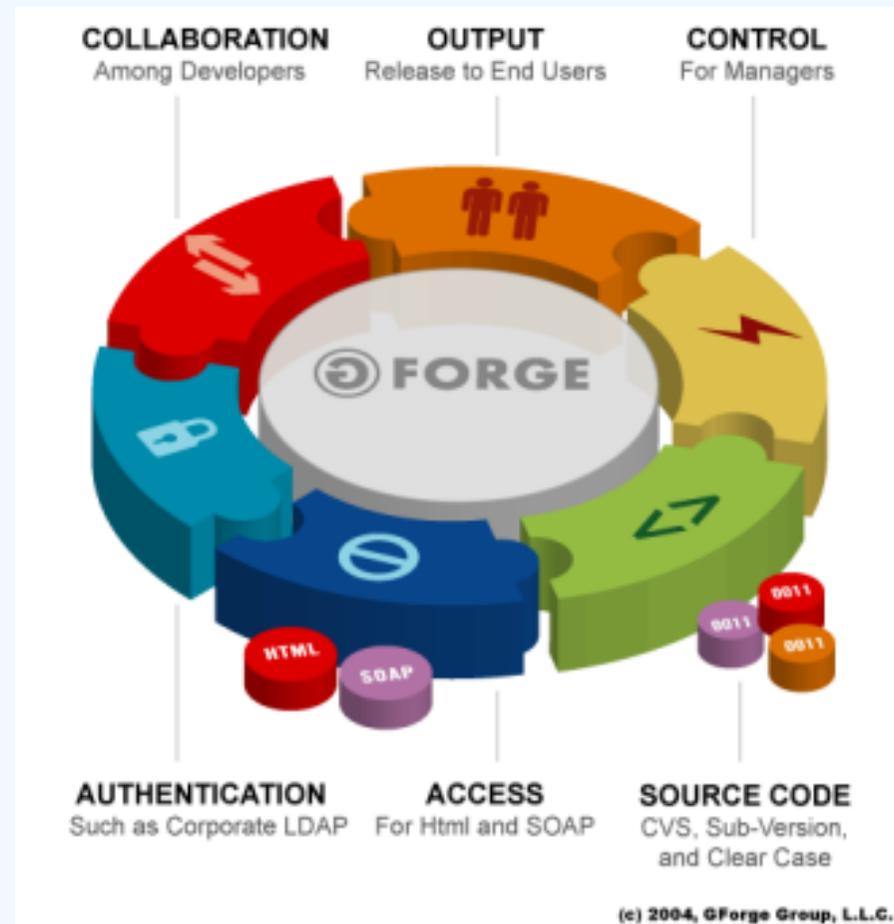 COLLABORATION
Among Developers
OUTPUT
Release to End Users
CONTROL
For Managers
G FORGE
HTML
SOAP
0011
0011
0011
AUTHENTICATION
Such as Corporate LDAP
ACCESS
For Html and SOAP
SOURCE CODE
CVS, Sub-Version,
and Clear Case
(c) 2004, GForge Group, L.L.C.